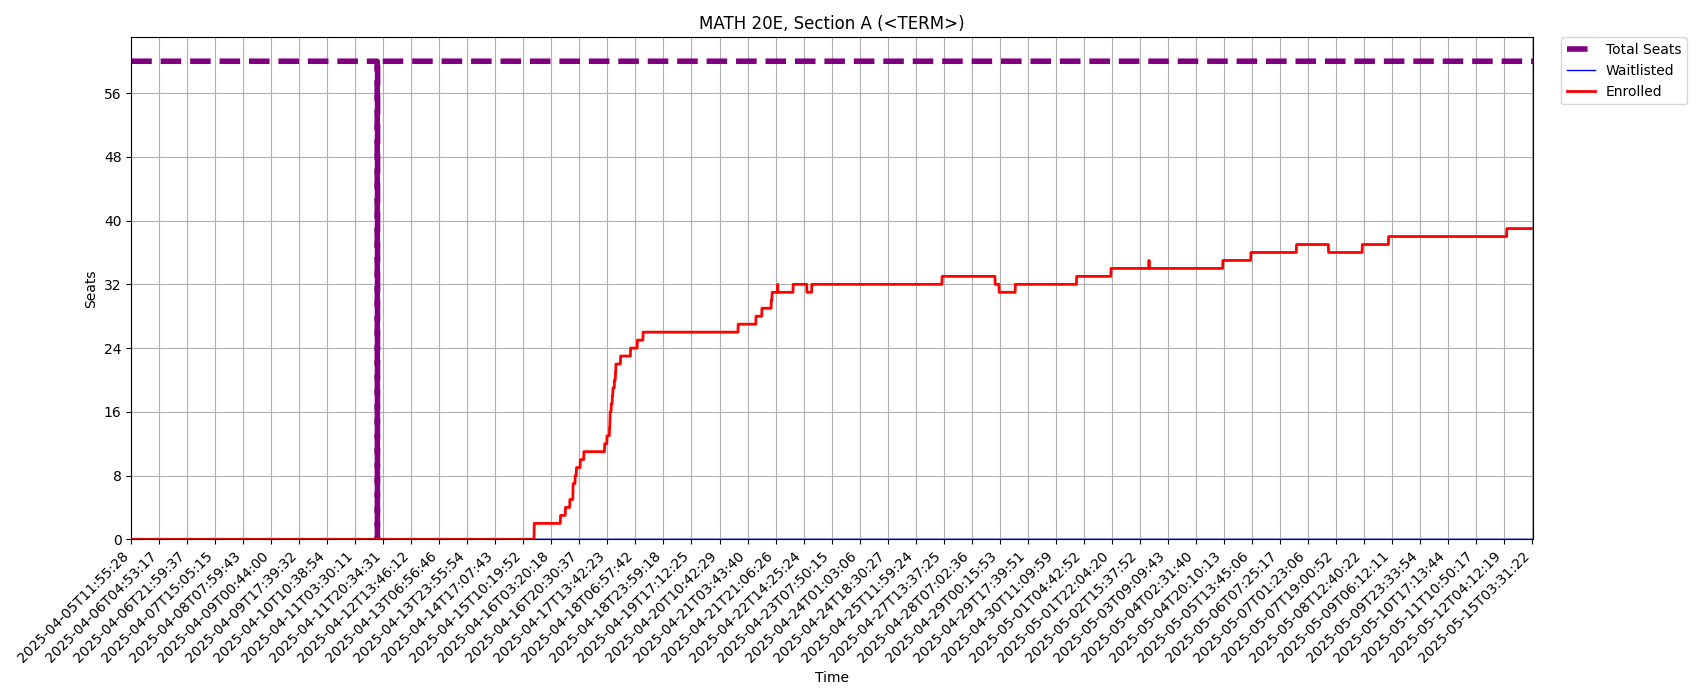 MATH 20E, Section A (<TERM>)
Total Seats
Waitlisted
Enrolled
56
48
40
32
24
16
8
0
Seats
2025-04-05T11:55:28
2025-04-06T04:53:17
2025-04-06T21:59:37
2025-04-07T15:05:15
2025-04-08T07:59:43
2025-04-09T00:44:00
2025-04-09T17:39:32
2025-04-10T10:38:54
2025-04-11T03:30:11
2025-04-11T20:34:31
2025-04-12T13:46:12
2025-04-13T06:56:46
2025-04-13T23:55:54
2025-04-14T17:07:43
2025-04-15T10:19:52
2025-04-16T03:20:18
2025-04-16T20:30:37
2025-04-17T13:42:23
2025-04-18T06:57:42
2025-04-18T23:59:18
2025-04-19T17:12:25
2025-04-20T10:42:29
2025-04-21T03:43:40
2025-04-21T21:06:26
2025-04-22T14:25:24
2025-04-23T07:50:15
2025-04-24T01:03:06
2025-04-24T18:30:27
2025-04-25T11:59:24
2025-04-27T13:37:25
2025-04-28T07:02:36
2025-04-29T00:15:53
2025-04-29T17:39:51
2025-04-30T11:09:59
2025-05-01T04:42:52
2025-05-01T22:04:20
2025-05-02T15:37:52
2025-05-03T09:09:43
2025-05-04T02:31:40
2025-05-04T20:10:13
2025-05-05T13:45:06
2025-05-06T07:25:17
2025-05-07T01:23:06
2025-05-07T19:00:52
2025-05-08T12:40:22
2025-05-09T06:12:11
2025-05-09T23:33:54
2025-05-10T17:13:44
2025-05-11T10:50:17
2025-05-12T04:12:19
2025-05-15T03:31:22
Time